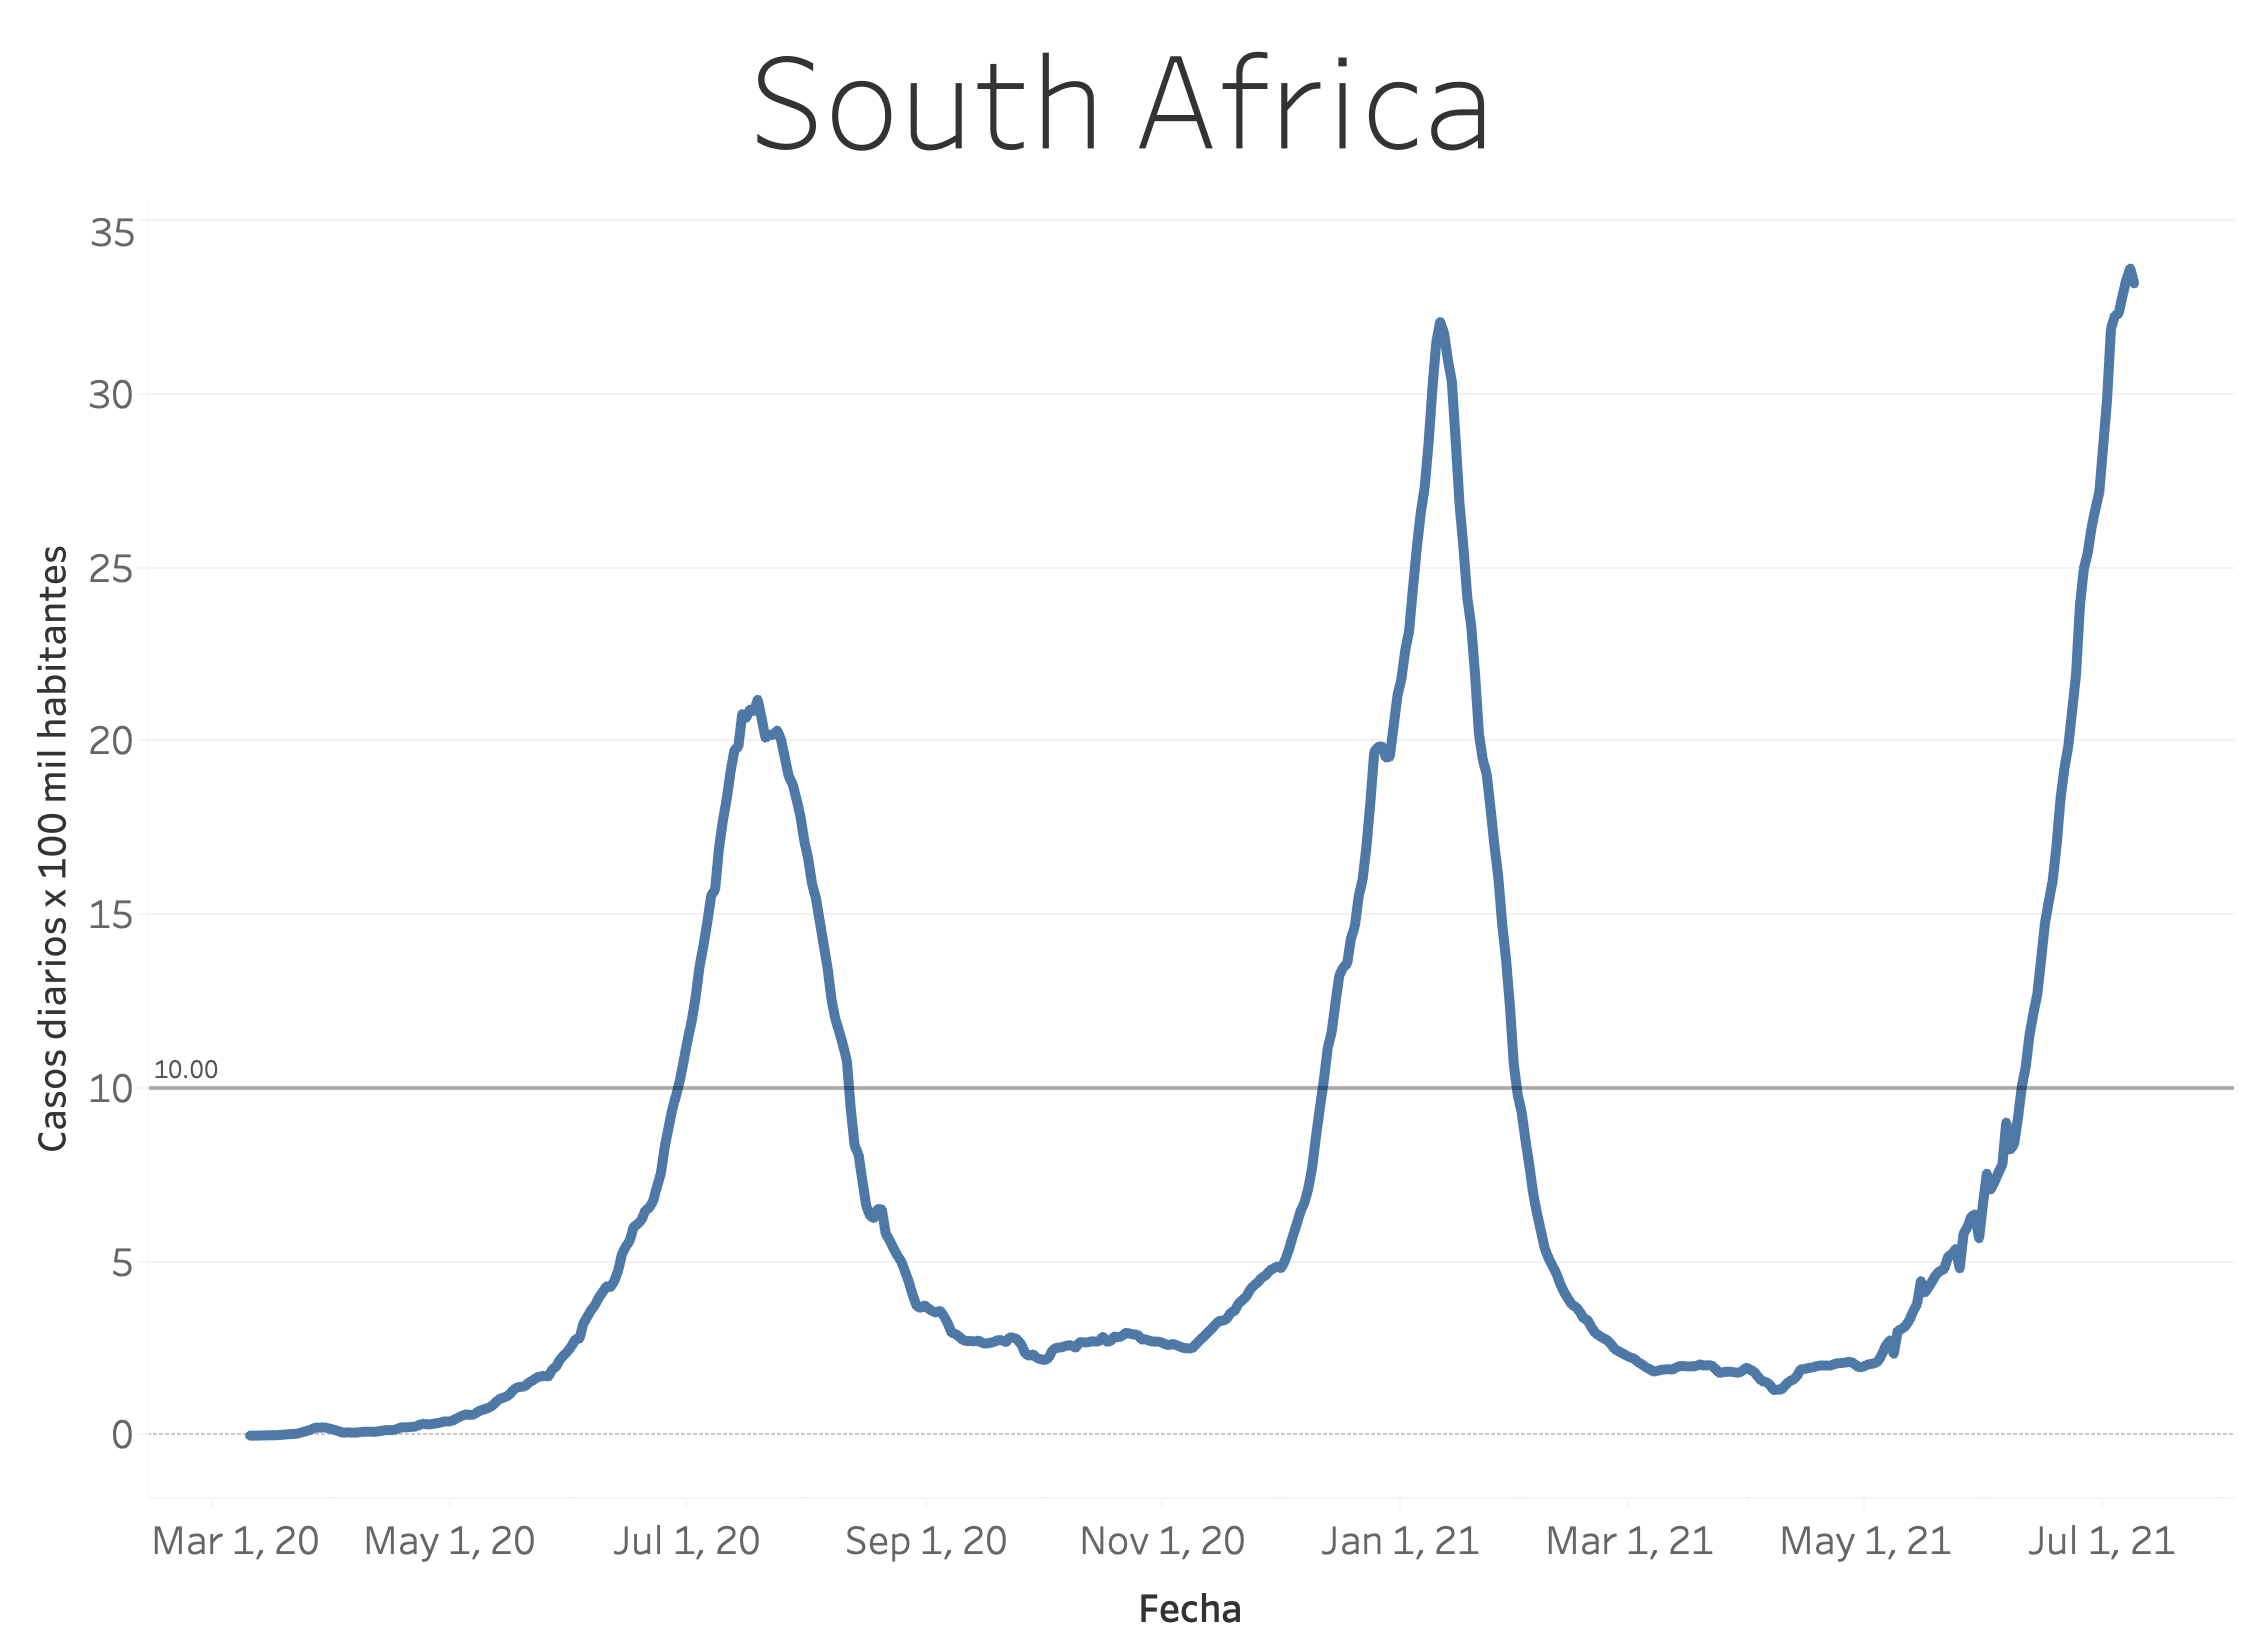 South Africa
Casos diarios x 100 mil habitantes
35
30
25
20
15
10.00
10
5
0
Mar 1, 20 May 1, 20 Jul 1, 20 Sep 1, 20 Nov 1, 20 Jan 1, 21 Mar 1, 21 May 1, 21 Jul 1, 21
Fecha